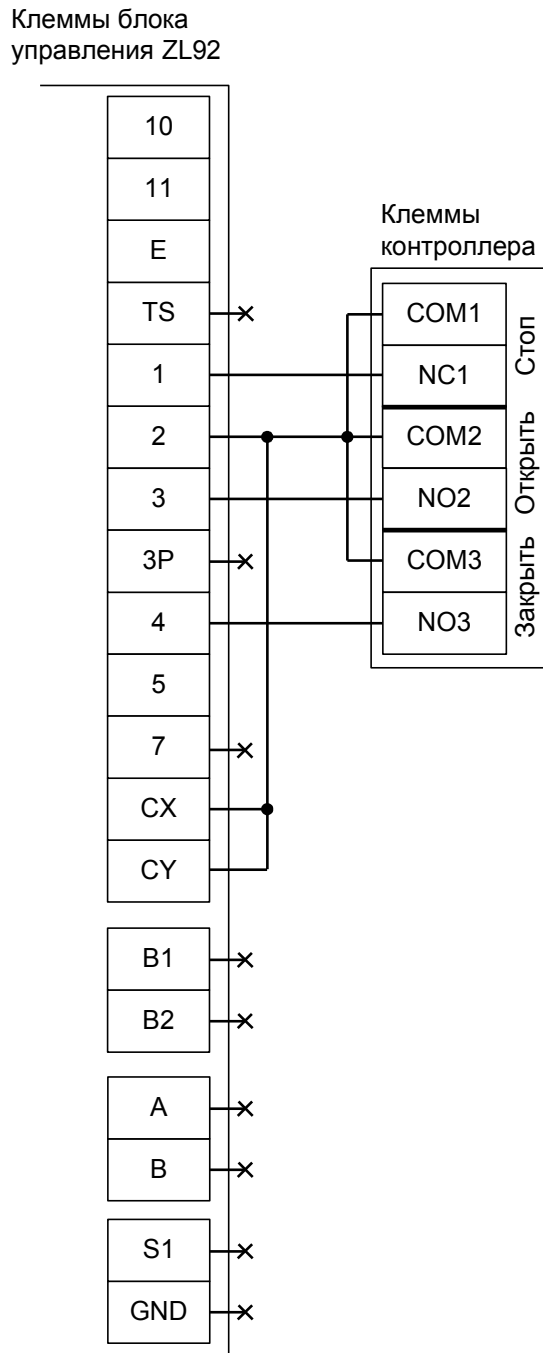 Клеммы блока
управления ZL92
10
11
E
TS
1
2
3
3P
4
5
7
CX
CY
B1
B2
A
B
S1
GND
Клеммы
контроллера
COM1
NC1
COM2
NO2
COM3
NO3
Стоп
Открыть
Закрыть